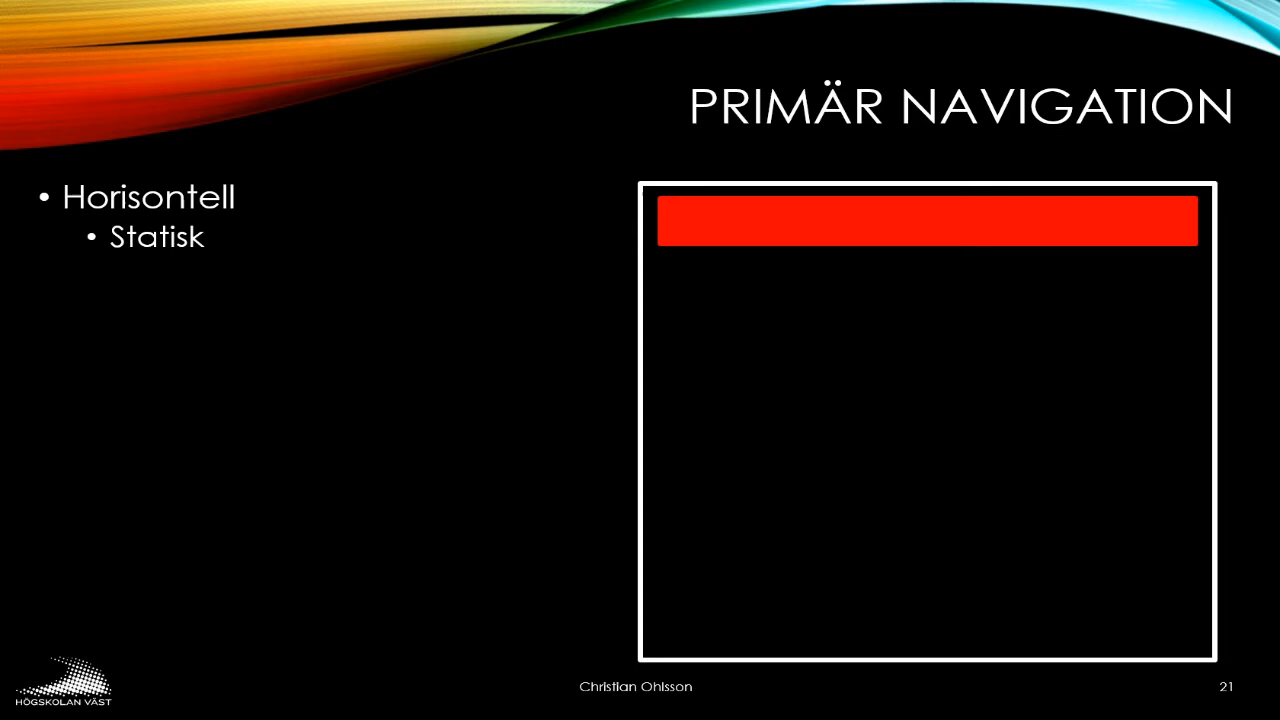 PRIMÄR NAVIGATION
• Horisontell
• Statisk
HÖGSKOLAN VÄST
Christian Ohlsson
21